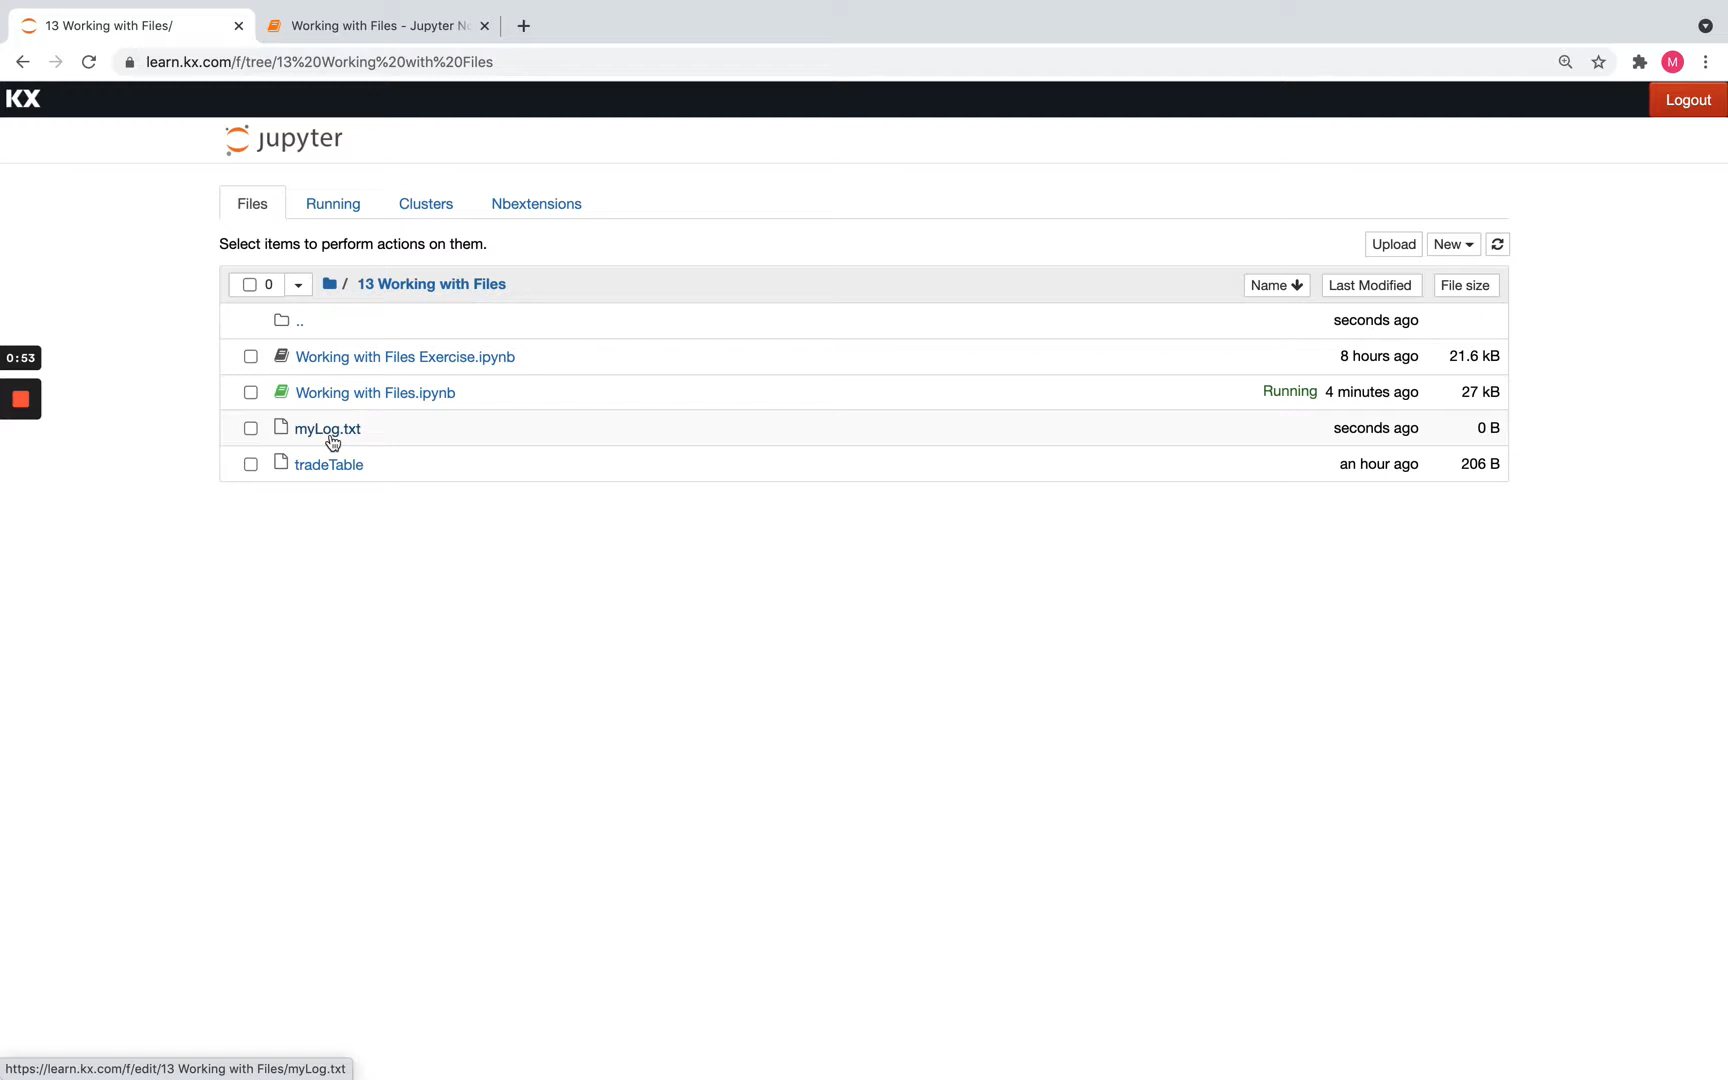 13 Working with Files/
Working with Files - Jupyter No
learn.kx.com/f/tree/13%20Working%20with%20Files
M
KX
Logout
jupyter
Files Running Clusters Nbextensions
Select items to perform actions on them.
Upload New
0 / 13 Working with Files Name Last Modified File size
.. seconds ago
Working with Files Exercise.ipynb 8 hours ago 21.6 kB
0:53
Working with Files.ipynb Running 4 minutes ago 27 kB
myLog.txt seconds ago 0 B
tradeTable an hour ago 206 B
https://learn.kx.com/f/edit/13 Working with Files/myLog.txt